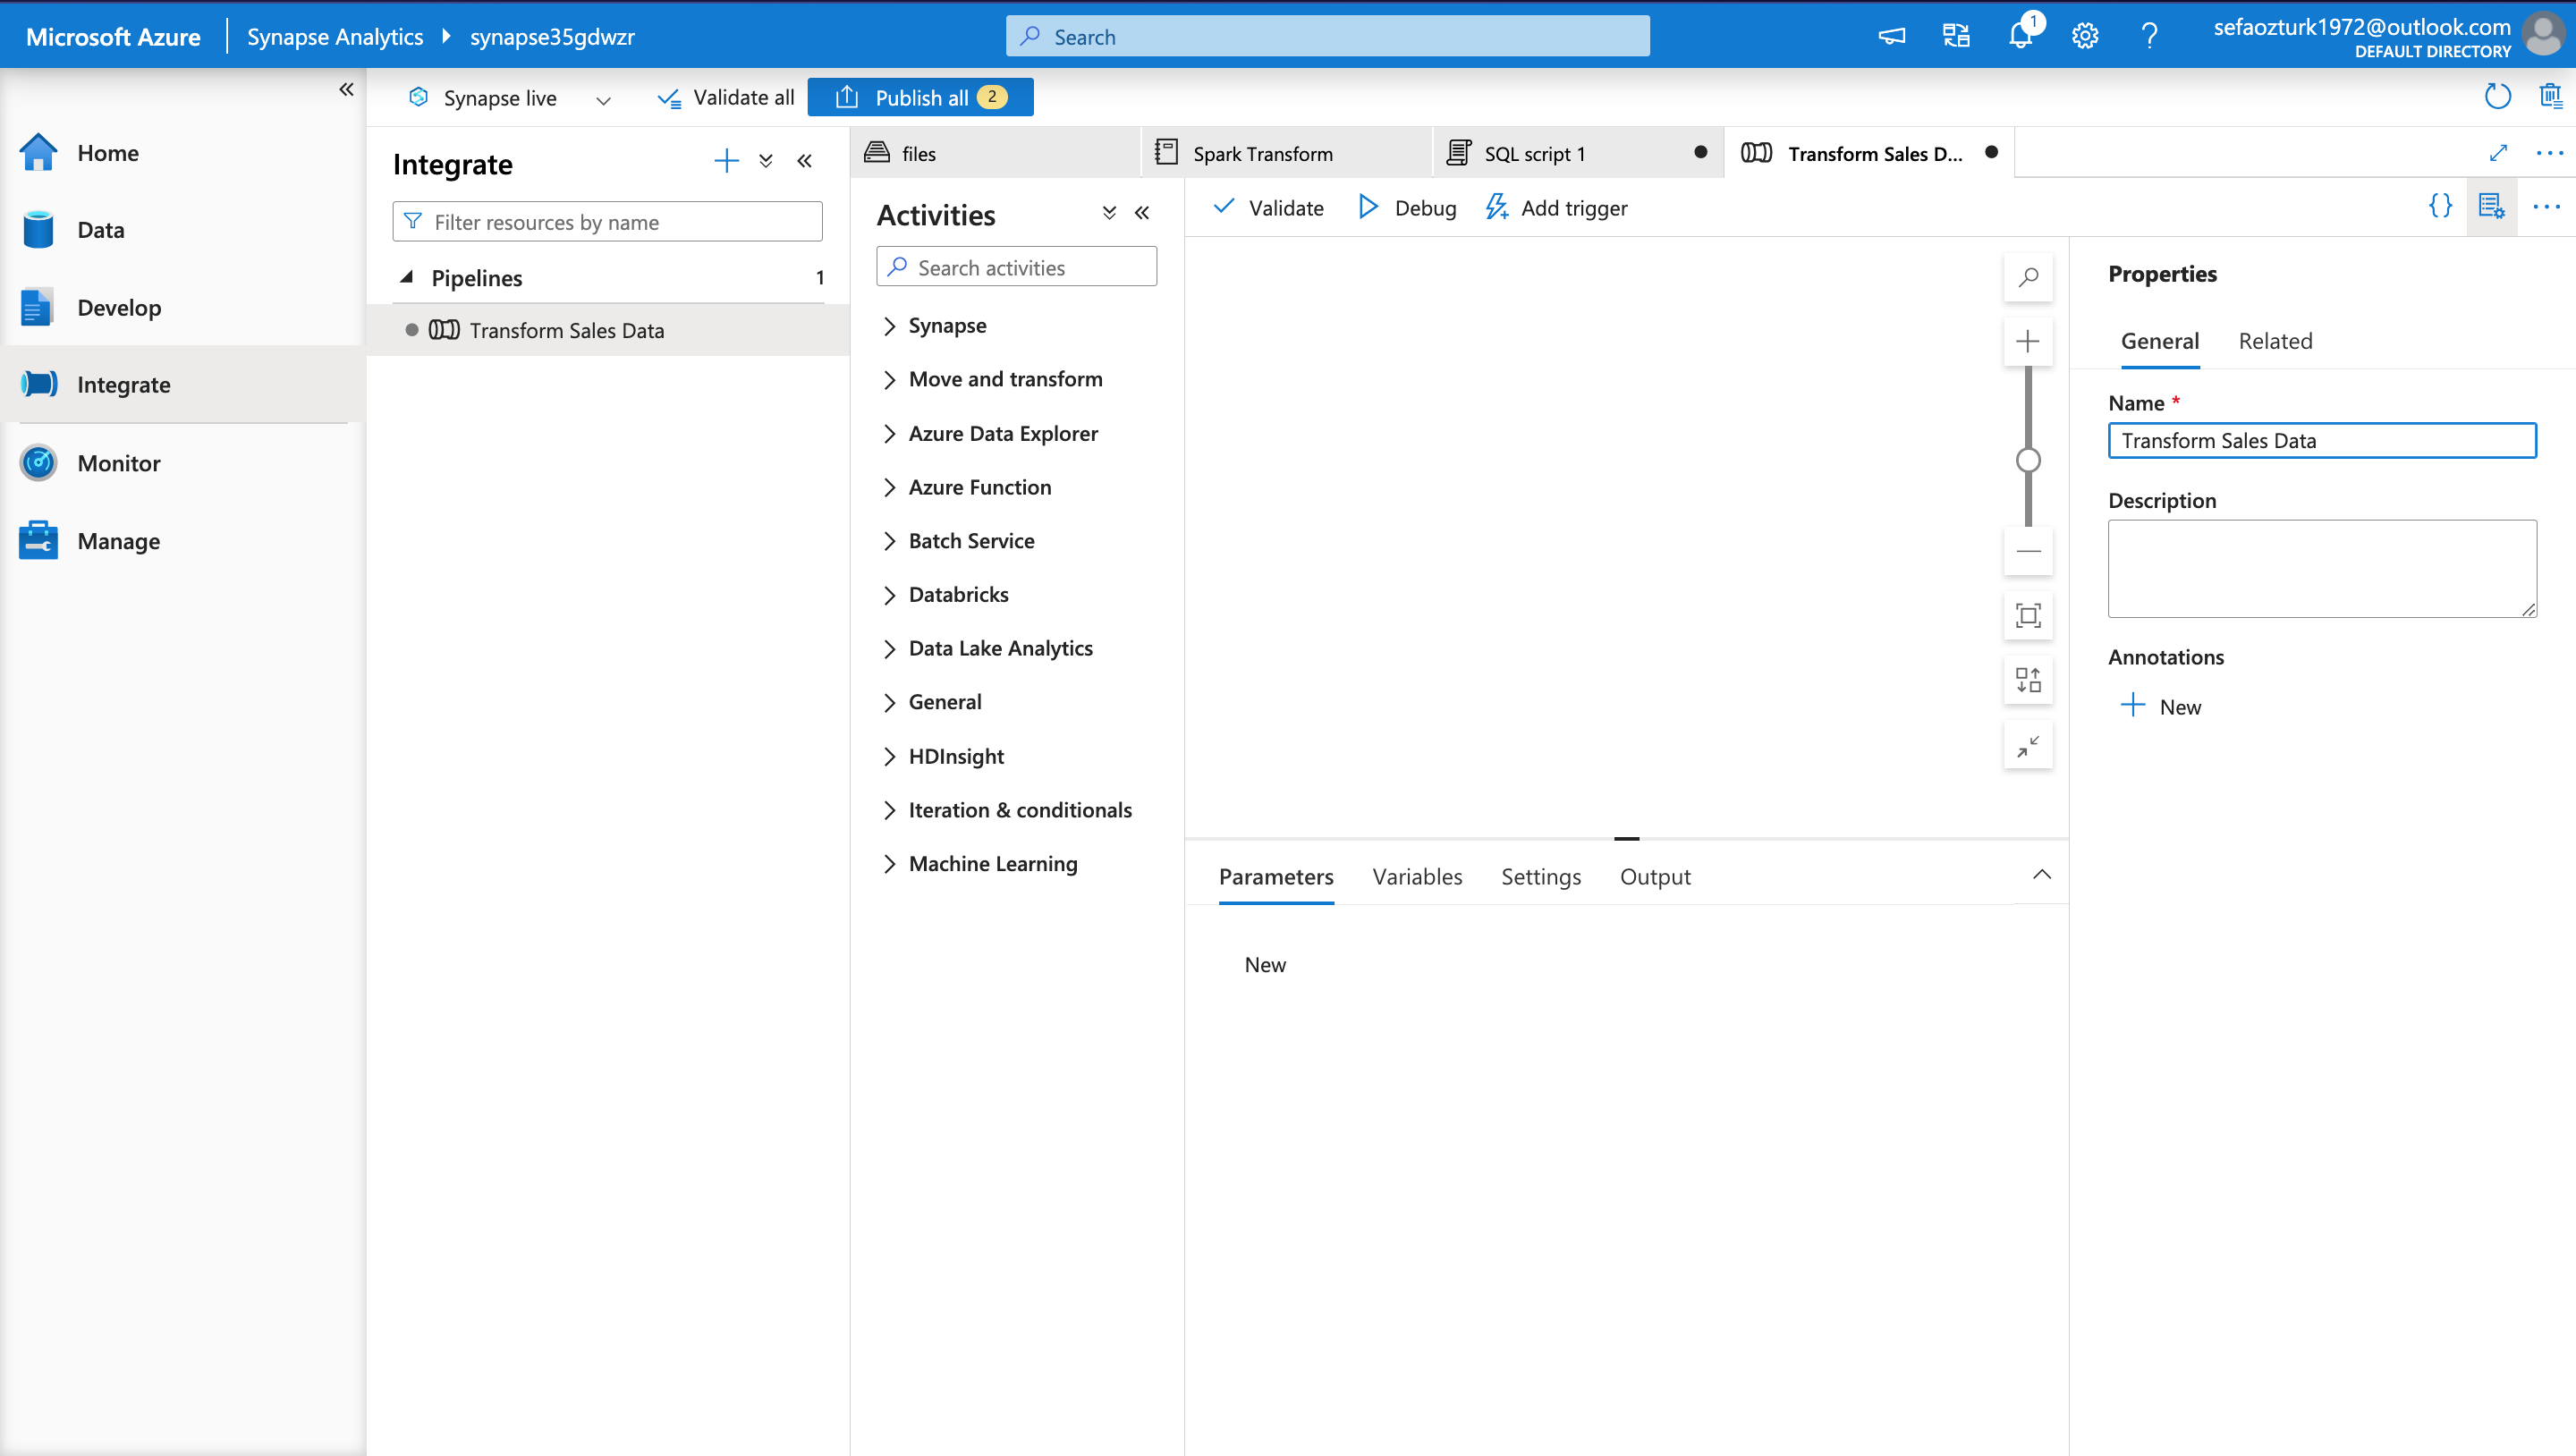 Microsoft Azure
Synapse Analytics
synapse35gdwzr
Search
1
sefaozturk1972@outlook.com
DEFAULT DIRECTORY
Synapse live
Validate all
Publish all
2
Home
Data
Develop
Integrate
Monitor
Manage
Integrate
Filter resources by name
Pipelines
1
Transform Sales Data
files
Spark Transform
SQL script 1
Transform Sales D...
Activities
Search activities
Synapse
Move and transform
Azure Data Explorer
Azure Function
Batch Service
Databricks
Data Lake Analytics
General
HDInsight
Iteration & conditionals
Machine Learning
Validate
Debug
Add trigger
Parameters
Variables
Settings
Output
New
Properties
General
Related
Name *
Transform Sales Data
Description
Annotations
New